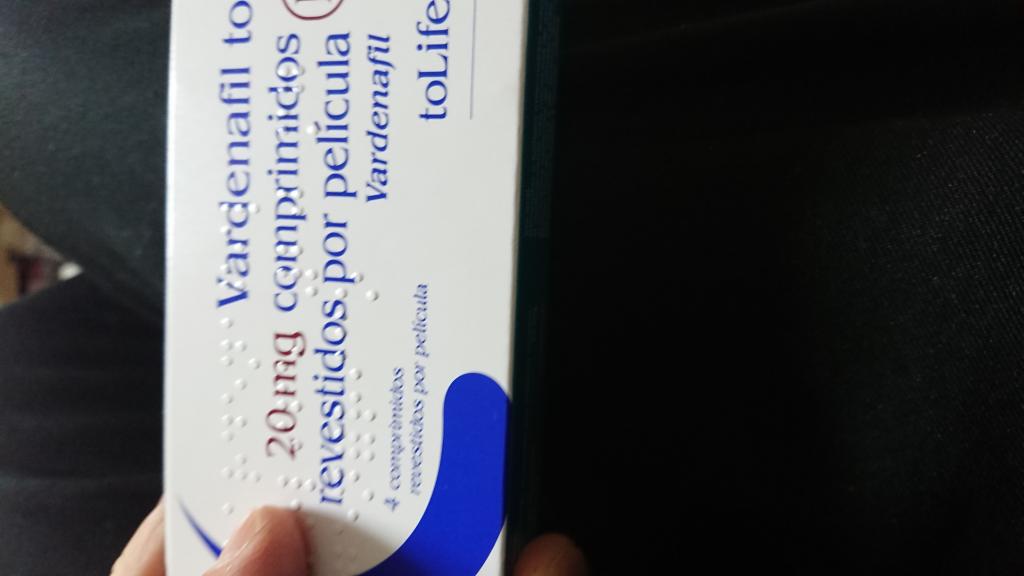 Vardenafil to
20 mg comprimidos
revestidos por película
Vardenafil
toLife
4 comprimidos
revestidos por película